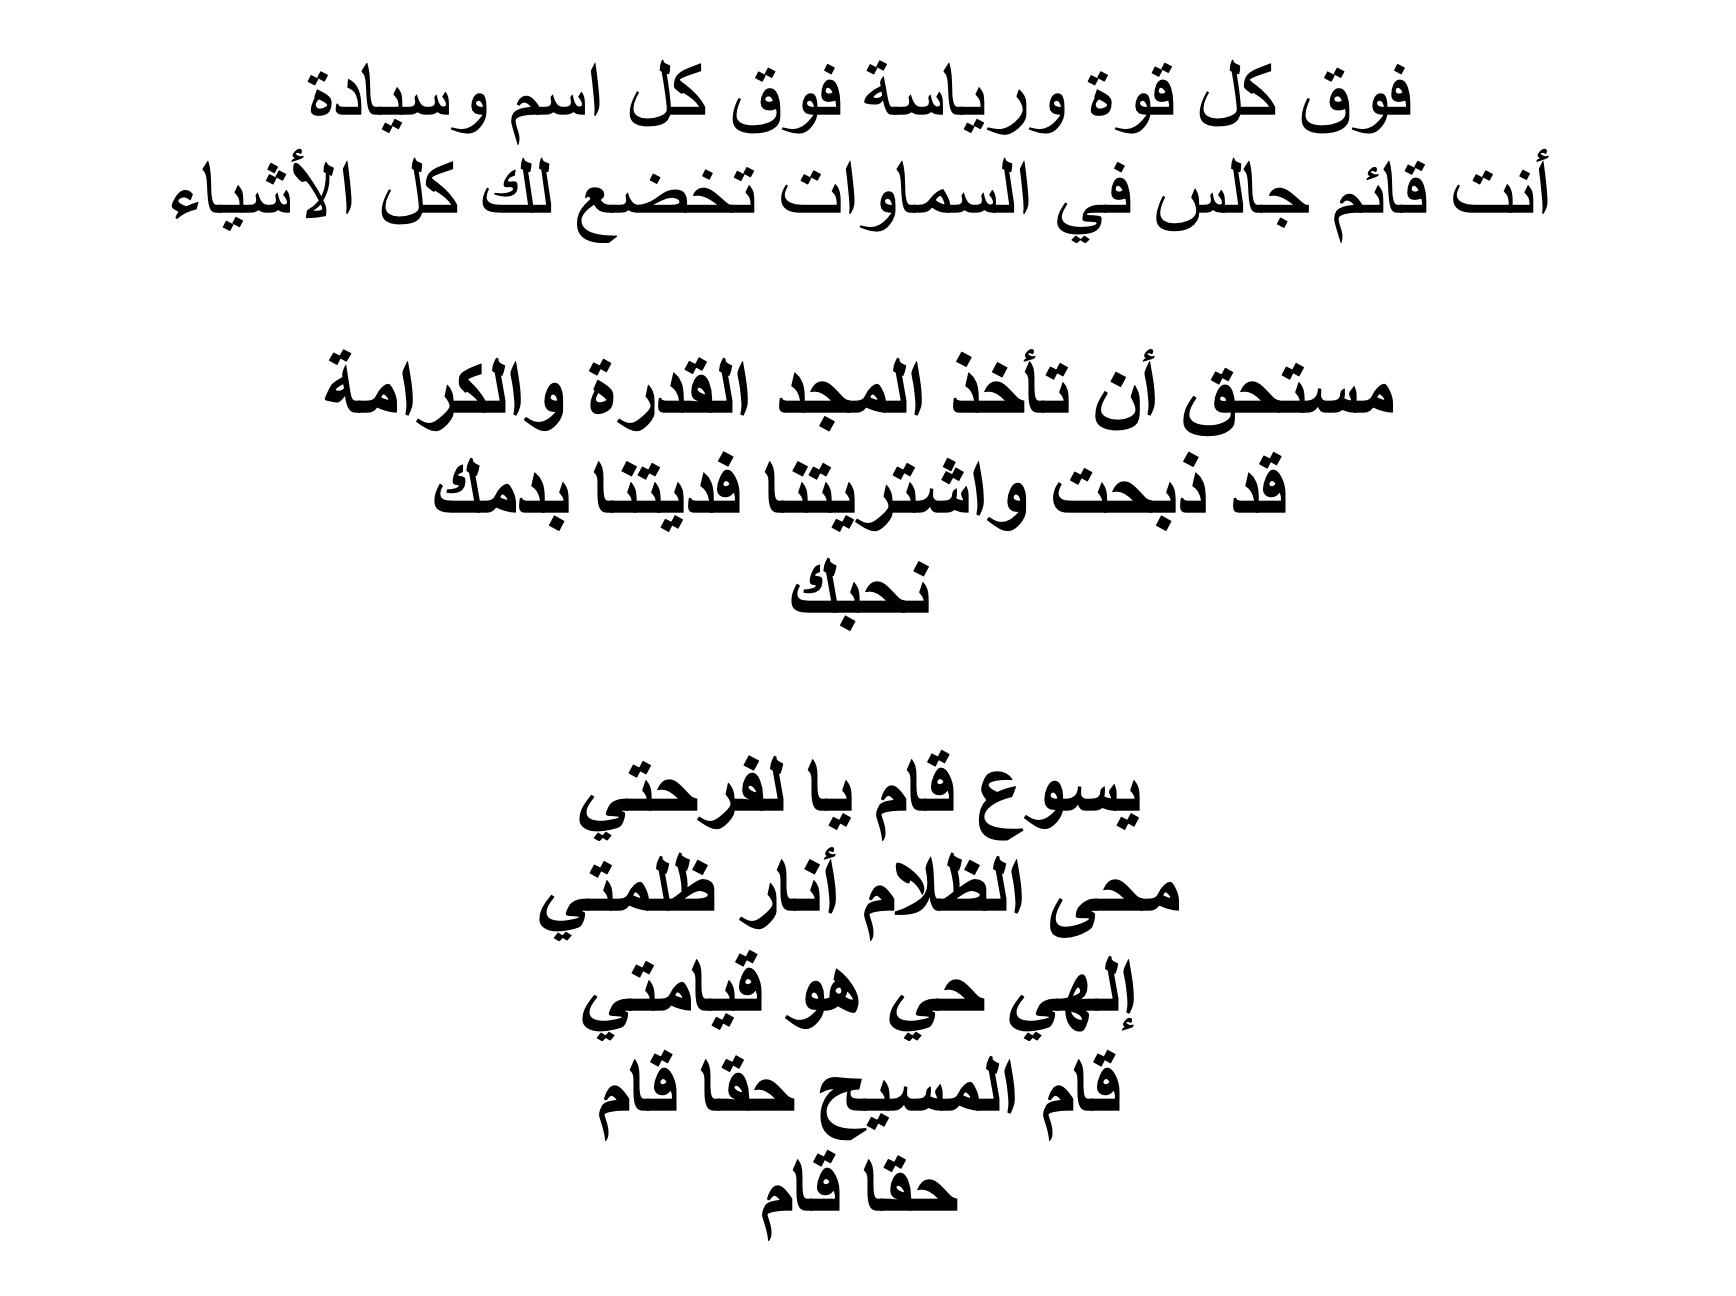 فوق كل قوة ورياسة فوق كل اسم وسيادة
أنت قائم جالس في السماوات تخضع لك كل الأشياء
مستحق أن تأخذ المجد القدرة والكرامة
قد ذبحت واشتريتنا فديتنا بدمك
نحبك
يسوع قام يا لفرحتي
محى الظلام أنار ظلمتي
إلهي حي هو قيامتي
قام المسيح حقا قام
حقا قام